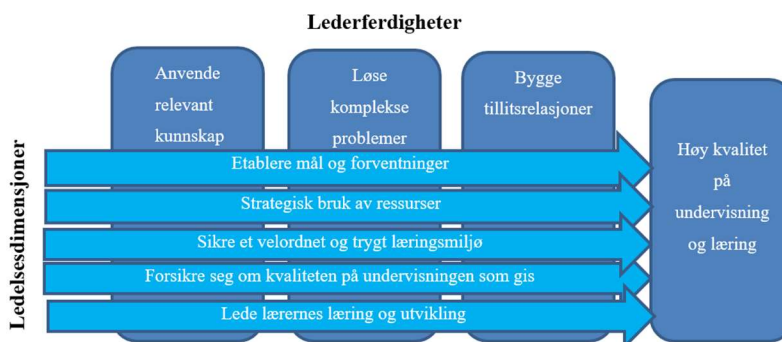 Lederferdigheter
Anvende
relevant
kunnskap
Løse
komplekse
problemer
Bygge
tillitsrelasjoner
Høy kvalitet
på
undervisning
og læring
Ledelsesdimensjoner
Etablere mål og forventninger
Strategisk bruk av ressurser
Sikre et velordnet og trygt læringsmiljø
Forsikre seg om kvaliteten på undervisningen som gis
Lede lærernes læring og utvikling